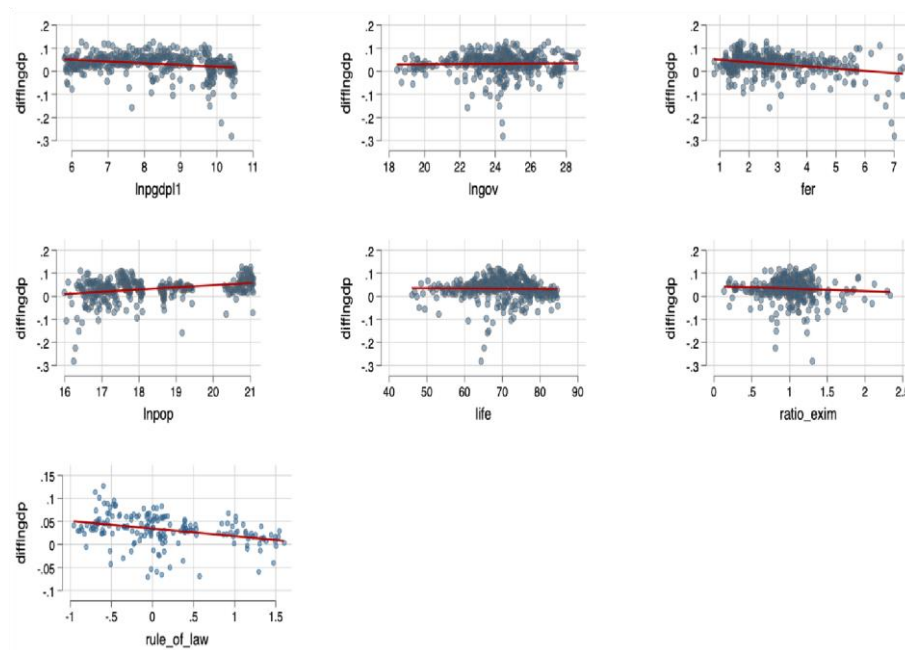 difflngdp
.2
.1
0
-.1
-.2
-.3
6 7 8 9 10 11
lnpgdpl1
difflngdp
.2
.1
0
-.1
-.2
-.3
18 20 22 24 26 28
lngov
difflngdp
.2
.1
0
-.1
-.2
-.3
1 2 3 4 5 6 7
fer
difflngdp
.2
.1
0
-.1
-.2
-.3
16 17 18 19 20 21
lnpop
difflngdp
.2
.1
0
-.1
-.2
-.3
40 50 60 70 80 90
life
difflngdp
.2
.1
0
-.1
-.2
-.3
0 .5 1 1.5 2 2.5
ratio_exim
difflngdp
.15
.1
.05
0
-.05
-.1
-1 -.5 0 .5 1 1.5
rule_of_law